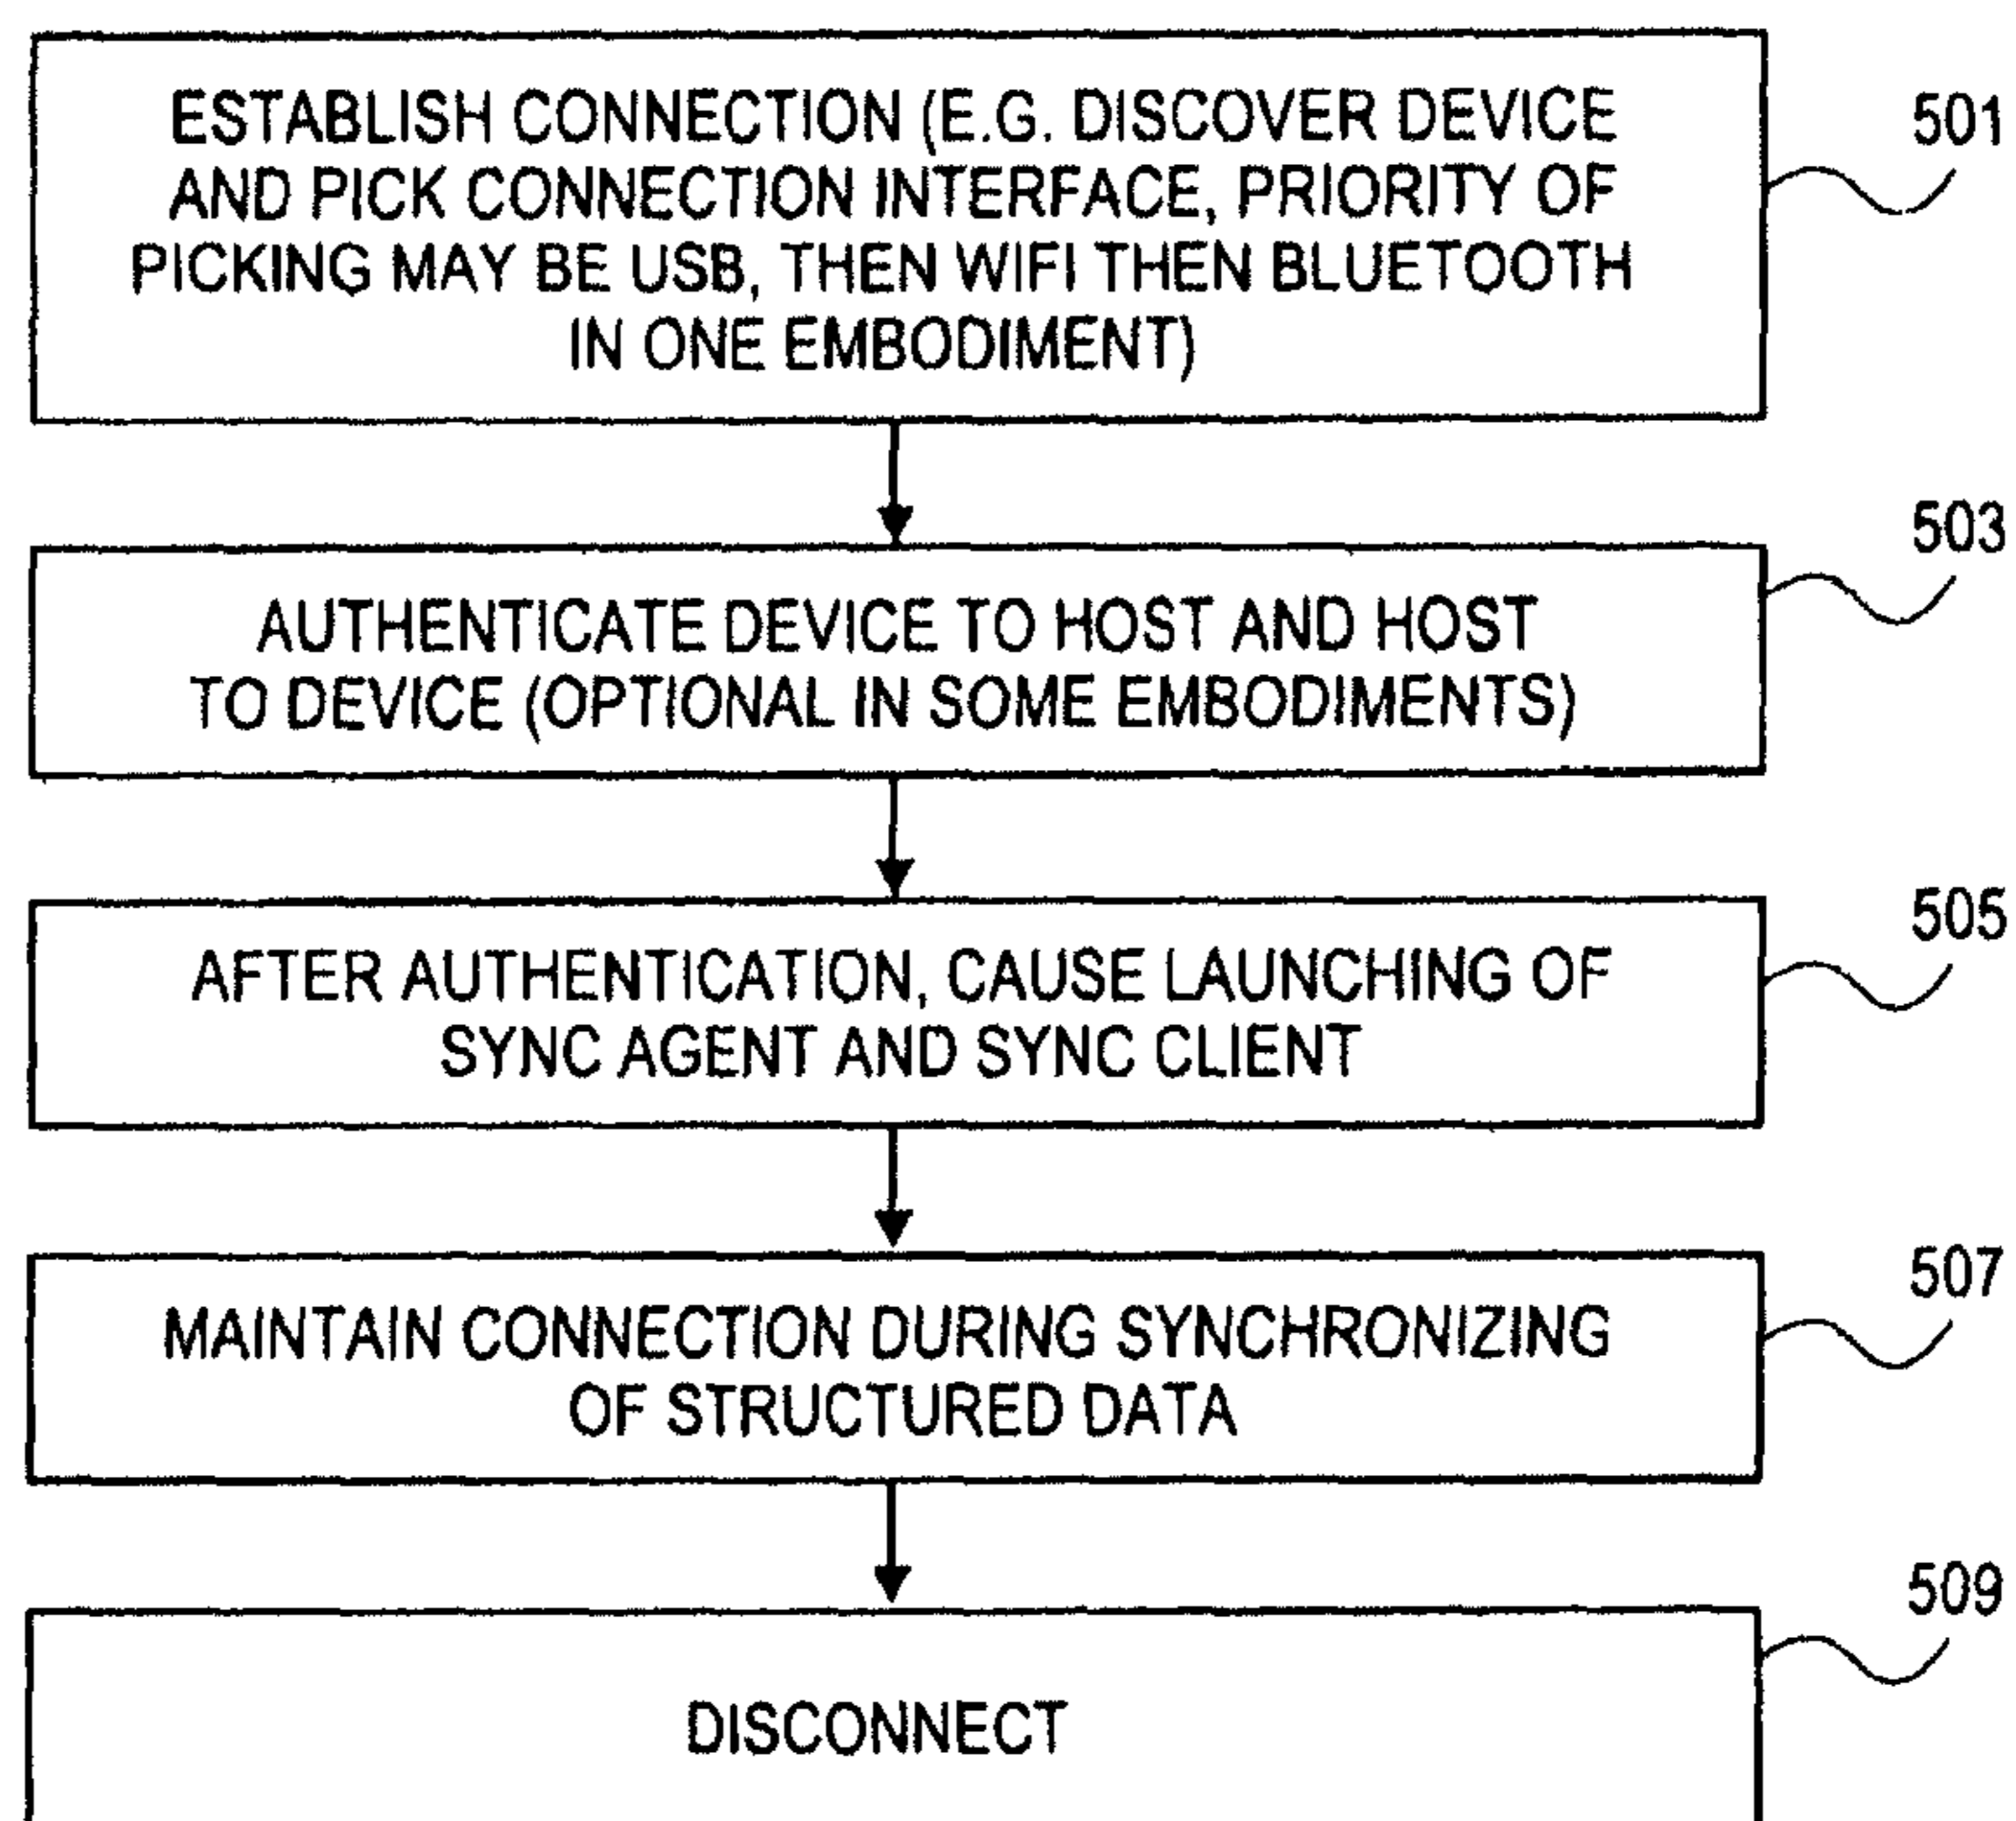 ESTABLISH CONNECTION (E.G. DISCOVER DEVICE
AND PICK CONNECTION INTERFACE, PRIORITY OF
PICKING MAY BE USB, THEN WIFI THEN BLUETOOTH
IN ONE EMBODIMENT)
501
AUTHENTICATE DEVICE TO HOST AND HOST
TO DEVICE (OPTIONAL IN SOME EMBODIMENTS)
503
AFTER AUTHENTICATION, CAUSE LAUNCHING OF
SYNC AGENT AND SYNC CLIENT
505
MAINTAIN CONNECTION DURING SYNCHRONIZING
OF STRUCTURED DATA
507
DISCONNECT
509